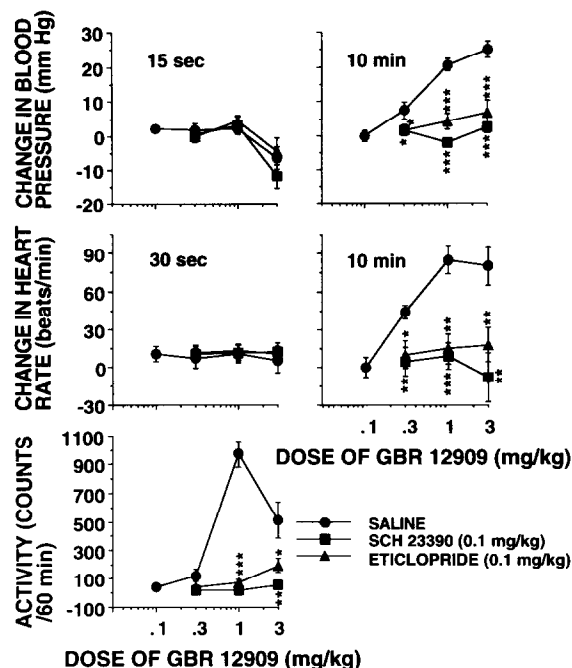 CHANGE IN BLOOD
PRESSURE (mm Hg)
30
20
10
0
-10
-20
15 sec
10 min
***
***
*
*
***
***
CHANGE IN HEART
RATE (beats/min)
90
60
30
0
-30
30 sec
10 min
*
**
**
***
***
**
.1
.3
1
3
DOSE OF GBR 12909 (mg/kg)
ACTIVITY (COUNTS
/60 min)
1100
900
700
500
300
100
-100
***
*
**
.1
.3
1
3
DOSE OF GBR 12909 (mg/kg)
SALINE
SCH 23390 (0.1 mg/kg)
ETICLOPRIDE (0.1 mg/kg)